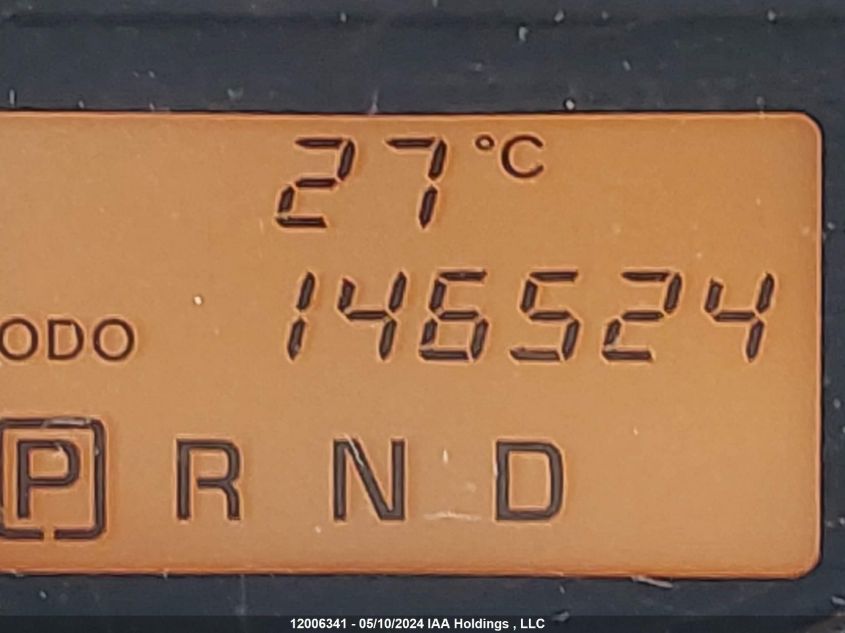 27 °C
ODO 146524
P R N D
12006341 - 05/10/2024 IAA Holdings , LLC